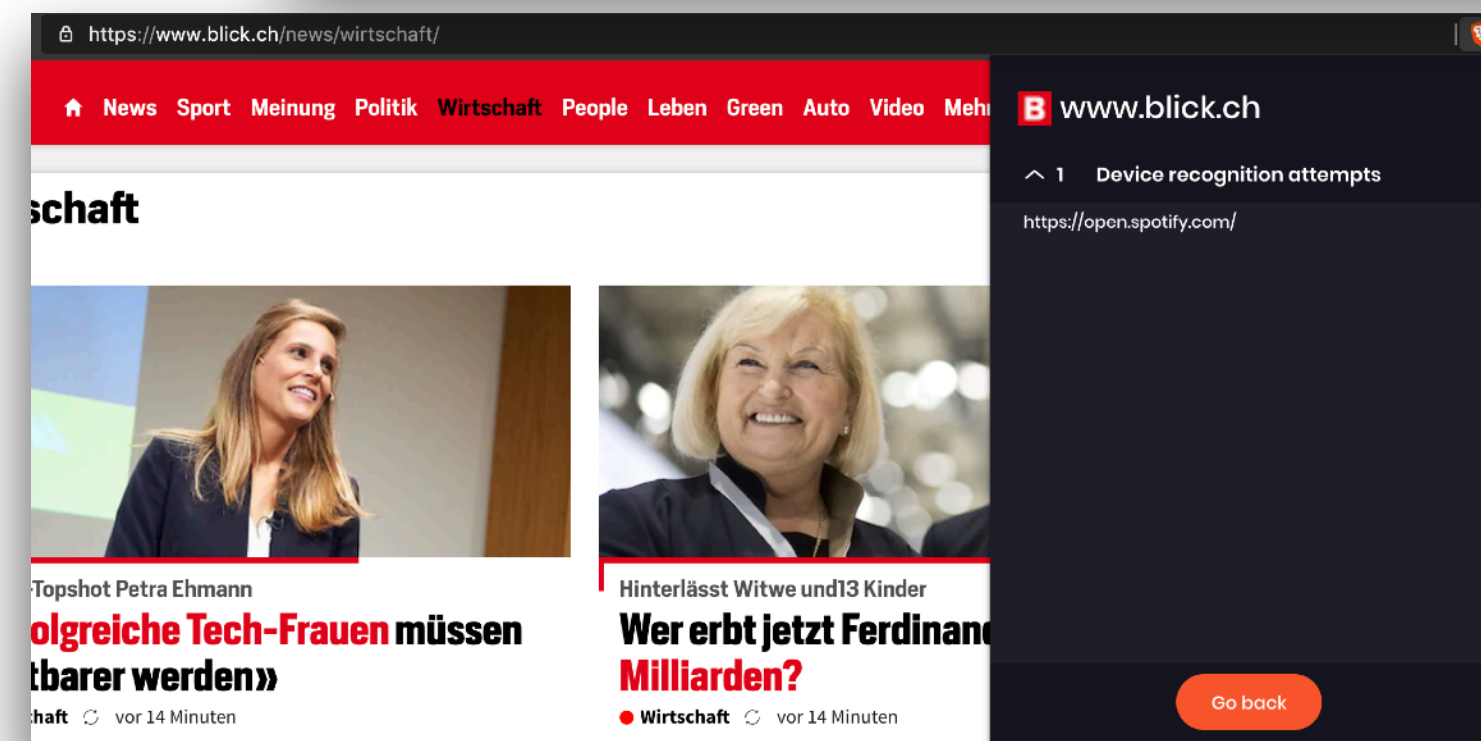 https://www.blick.ch/news/wirtschaft/
News Sport Meinung Politik Wirtschaft People Leben Green Auto Video Mehr
schaft
-Topshot Petra Ehmann
olgreiche Tech-Frauen müssen
tbarer werden»
haft vor 14 Minuten
Hinterlässt Witwe und13 Kinder
Wer erbt jetzt Ferdinand
Milliarden?
Wirtschaft vor 14 Minuten
B www.blick.ch
1 Device recognition attempts
https://open.spotify.com/
Go back